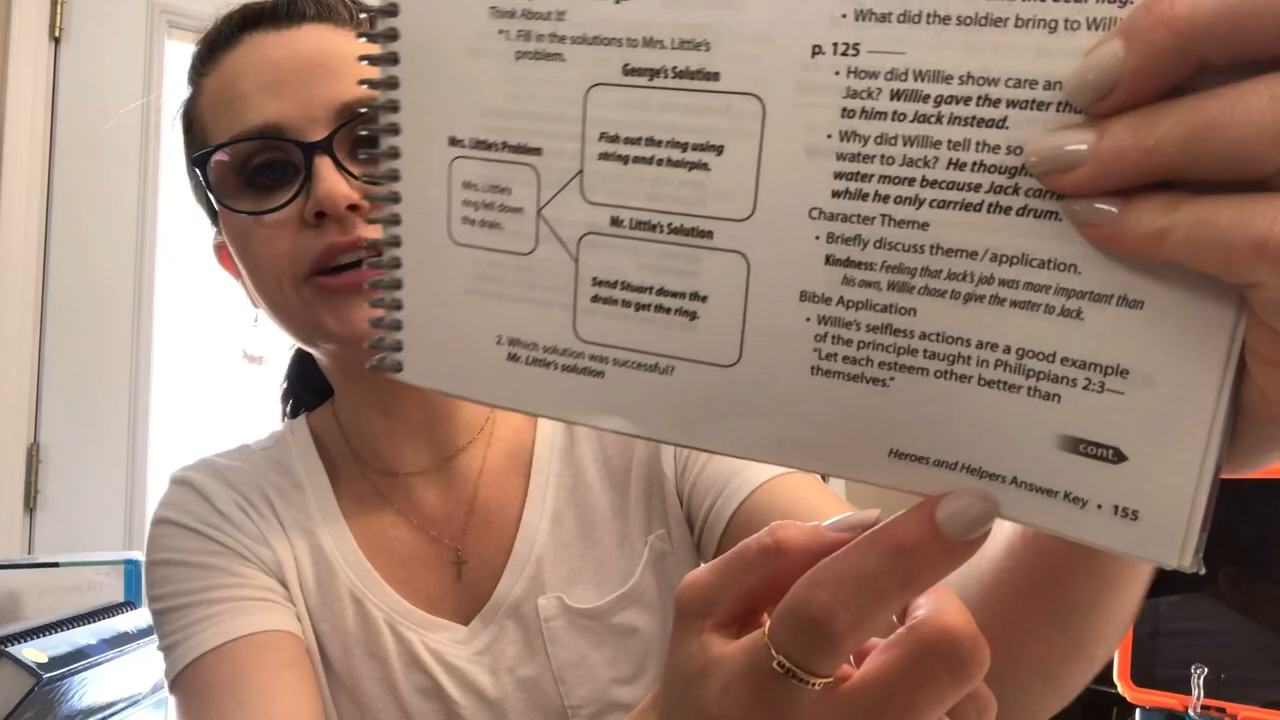 Think About It!
*1. Fill in the solutions to Mrs. Little's
problem.
George's Solution
Fish out the ring using
string and a hairpin.
Mrs. Little's Problem
Mrs. Little's
ring fell down
the drain.
Mr. Little's Solution
Send Stuart down the
drain to get the ring.
2. Which solution was successful?
Mr. Little's solution
• What did the soldier bring to Will
p. 125
• How did Willie show care an
Jack? Willie gave the water tha
to him to Jack instead.
• Why did Willie tell the so
water to Jack? He though
water more because Jack carri
while he only carried the drum.
Character Theme
• Briefly discuss theme/application.
Kindness: Feeling that Jack's job was more important than
his own, Willie chose to give the water to Jack.
Bible Application
• Willie's selfless actions are a good example
of the principle taught in Philippians 2:3—
"Let each esteem other better than
themselves."
cont.
Heroes and Helpers Answer Key • 155